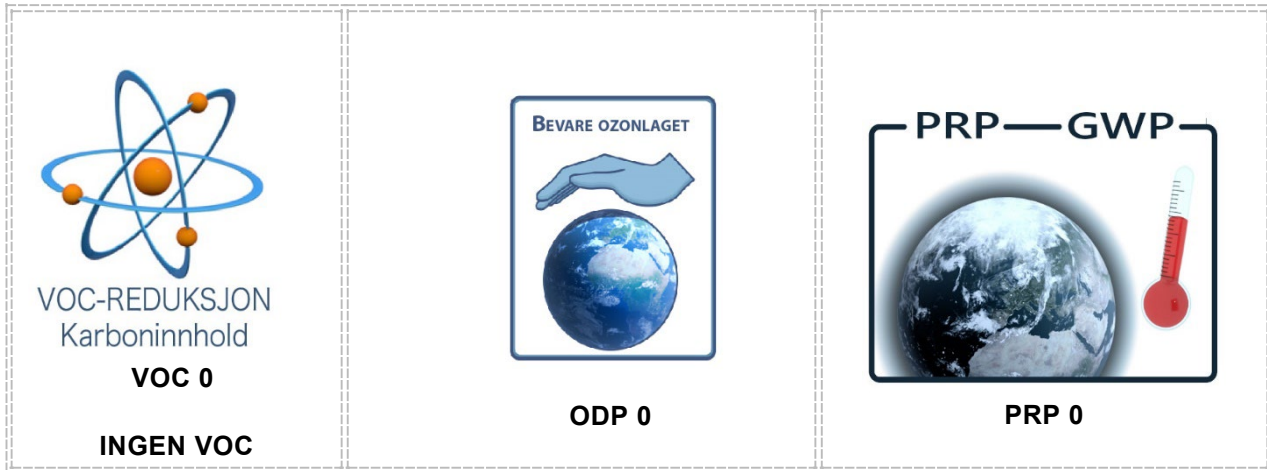 VOC-REDUKSJON
Karboninnhold
VOC 0
INGEN VOC
BEVARE OZONLAGET
ODP 0
PRP—GWP
PRP 0